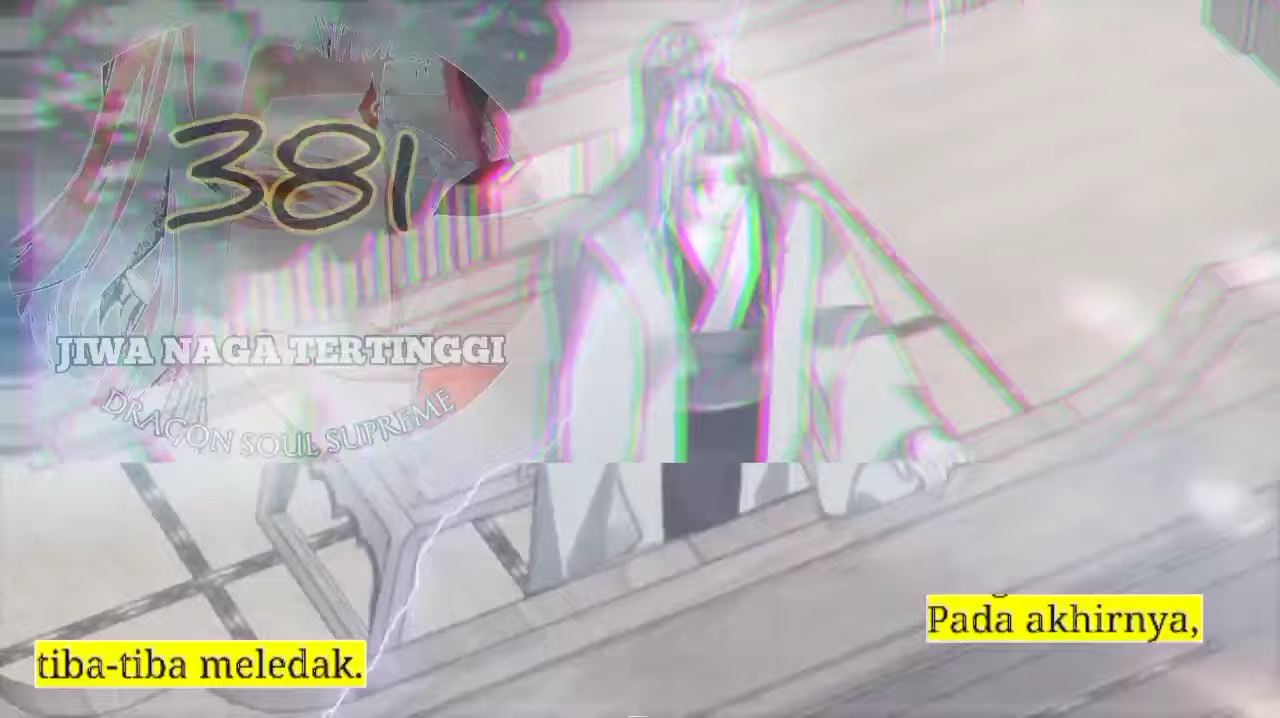 381
JIWA NAGA TERTINGGI
DRAGON SOUL SUPREME
Pada akhirnya,
tiba-tiba meledak.